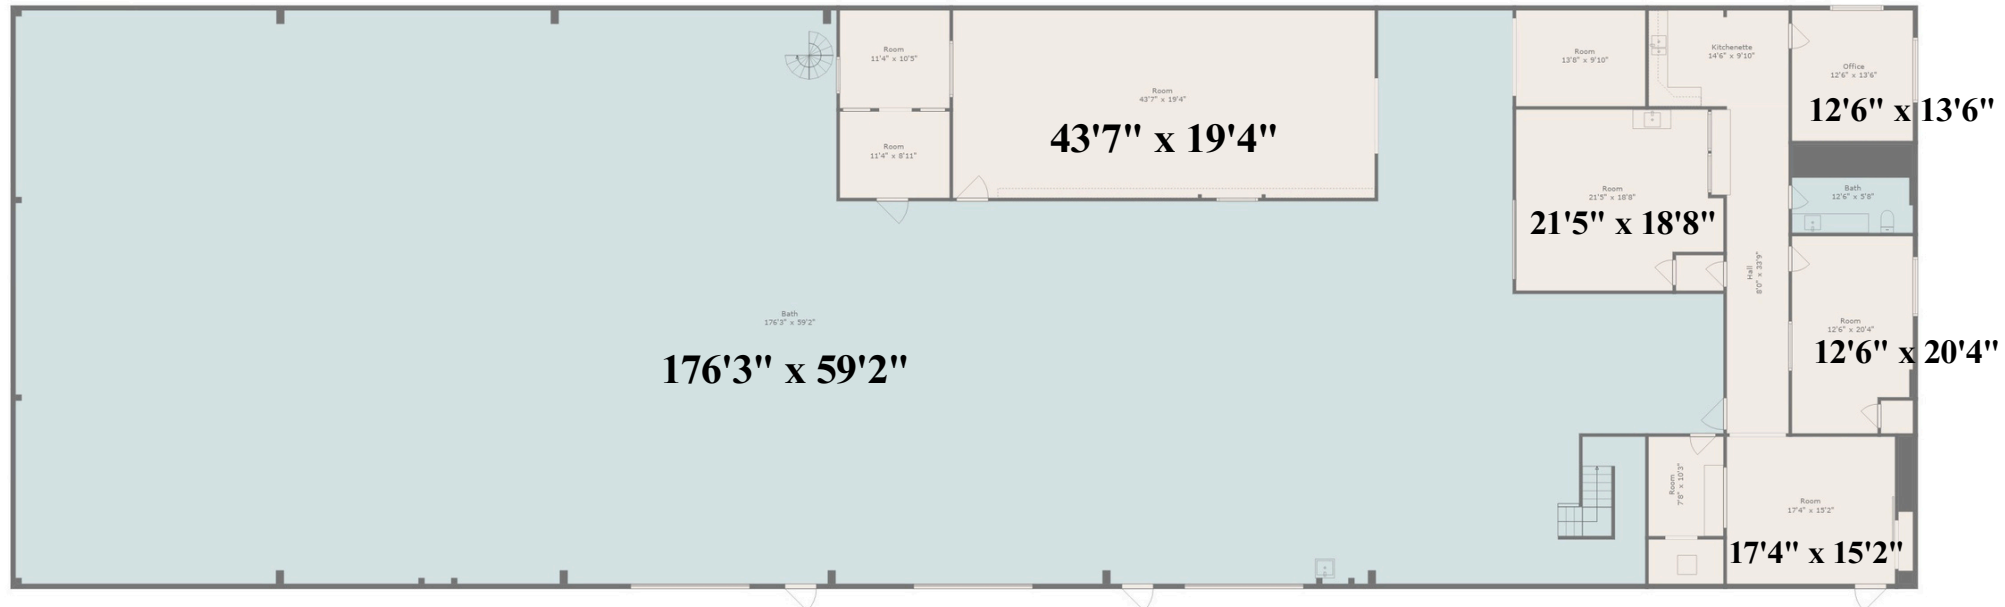 Room
11'4" x 10'5"
Room
43'7" x 19'4"
43'7" x 19'4"
Room
11'4" x 8'11"
Room
13'8" x 9'10"
Kitchenette
14'6" x 9'10"
Office
12'6" x 13'6"
12'6" x 13'6"
Room
21'5" x 18'8"
21'5" x 18'8"
Bath
12'6" x 5'8"
Hall
8'0" x 33'9"
Room
12'6" x 20'4"
12'6" x 20'4"
Bath
176'3" x 59'2"
176'3" x 59'2"
Room
7'8" x 10'3"
Room
17'4" x 15'2"
17'4" x 15'2"